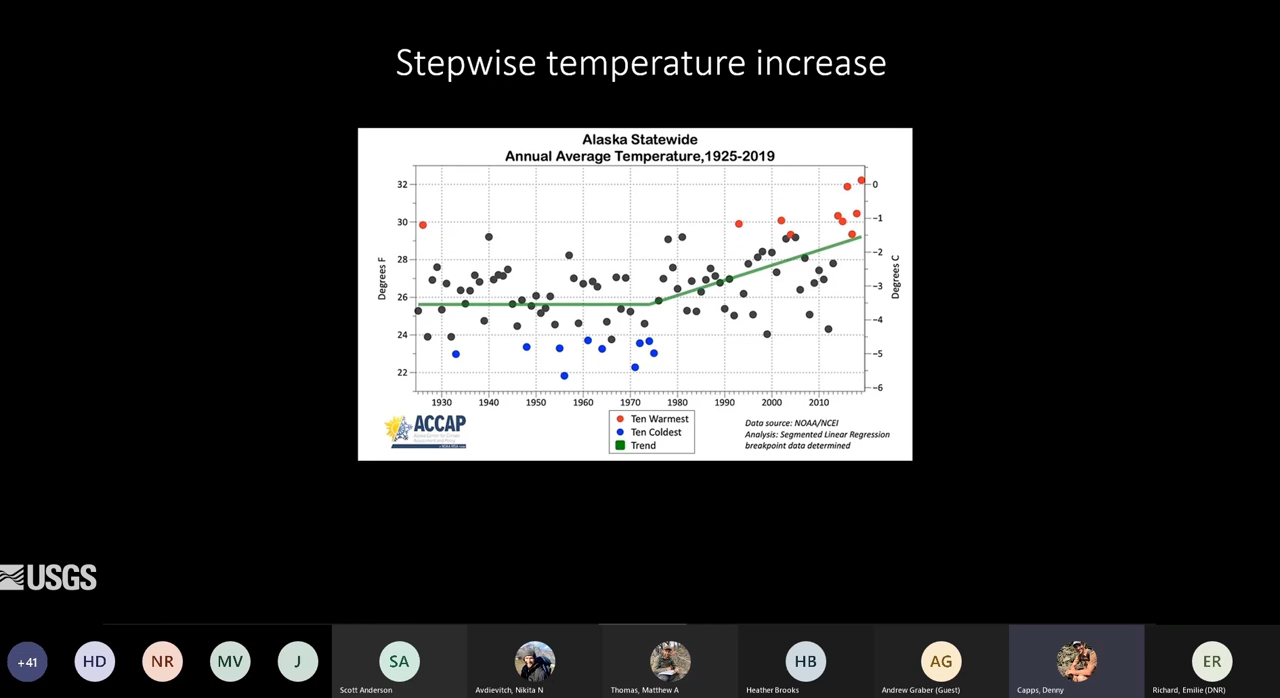 Stepwise temperature increase
Alaska Statewide
Annual Average Temperature,1925-2019
Degrees F
32
30
28
26
24
22
0
−1
−2
−3
−4
−5
−6
Degrees C
1930 1940 1950 1960 1970 1980 1990 2000 2010
ACCAP
Ten Warmest
Ten Coldest
Trend
Data source: NOAA/NCEI
Analysis: Segmented Linear Regression
breakpoint data determined
USGS
+41 HD NR MV J SA HB AG ER
Scott Anderson Avdievitch, Nikita N Thomas, Matthew A Heather Brooks Andrew Graber (Guest) Capps, Denny Richard, Emilie (DNR)